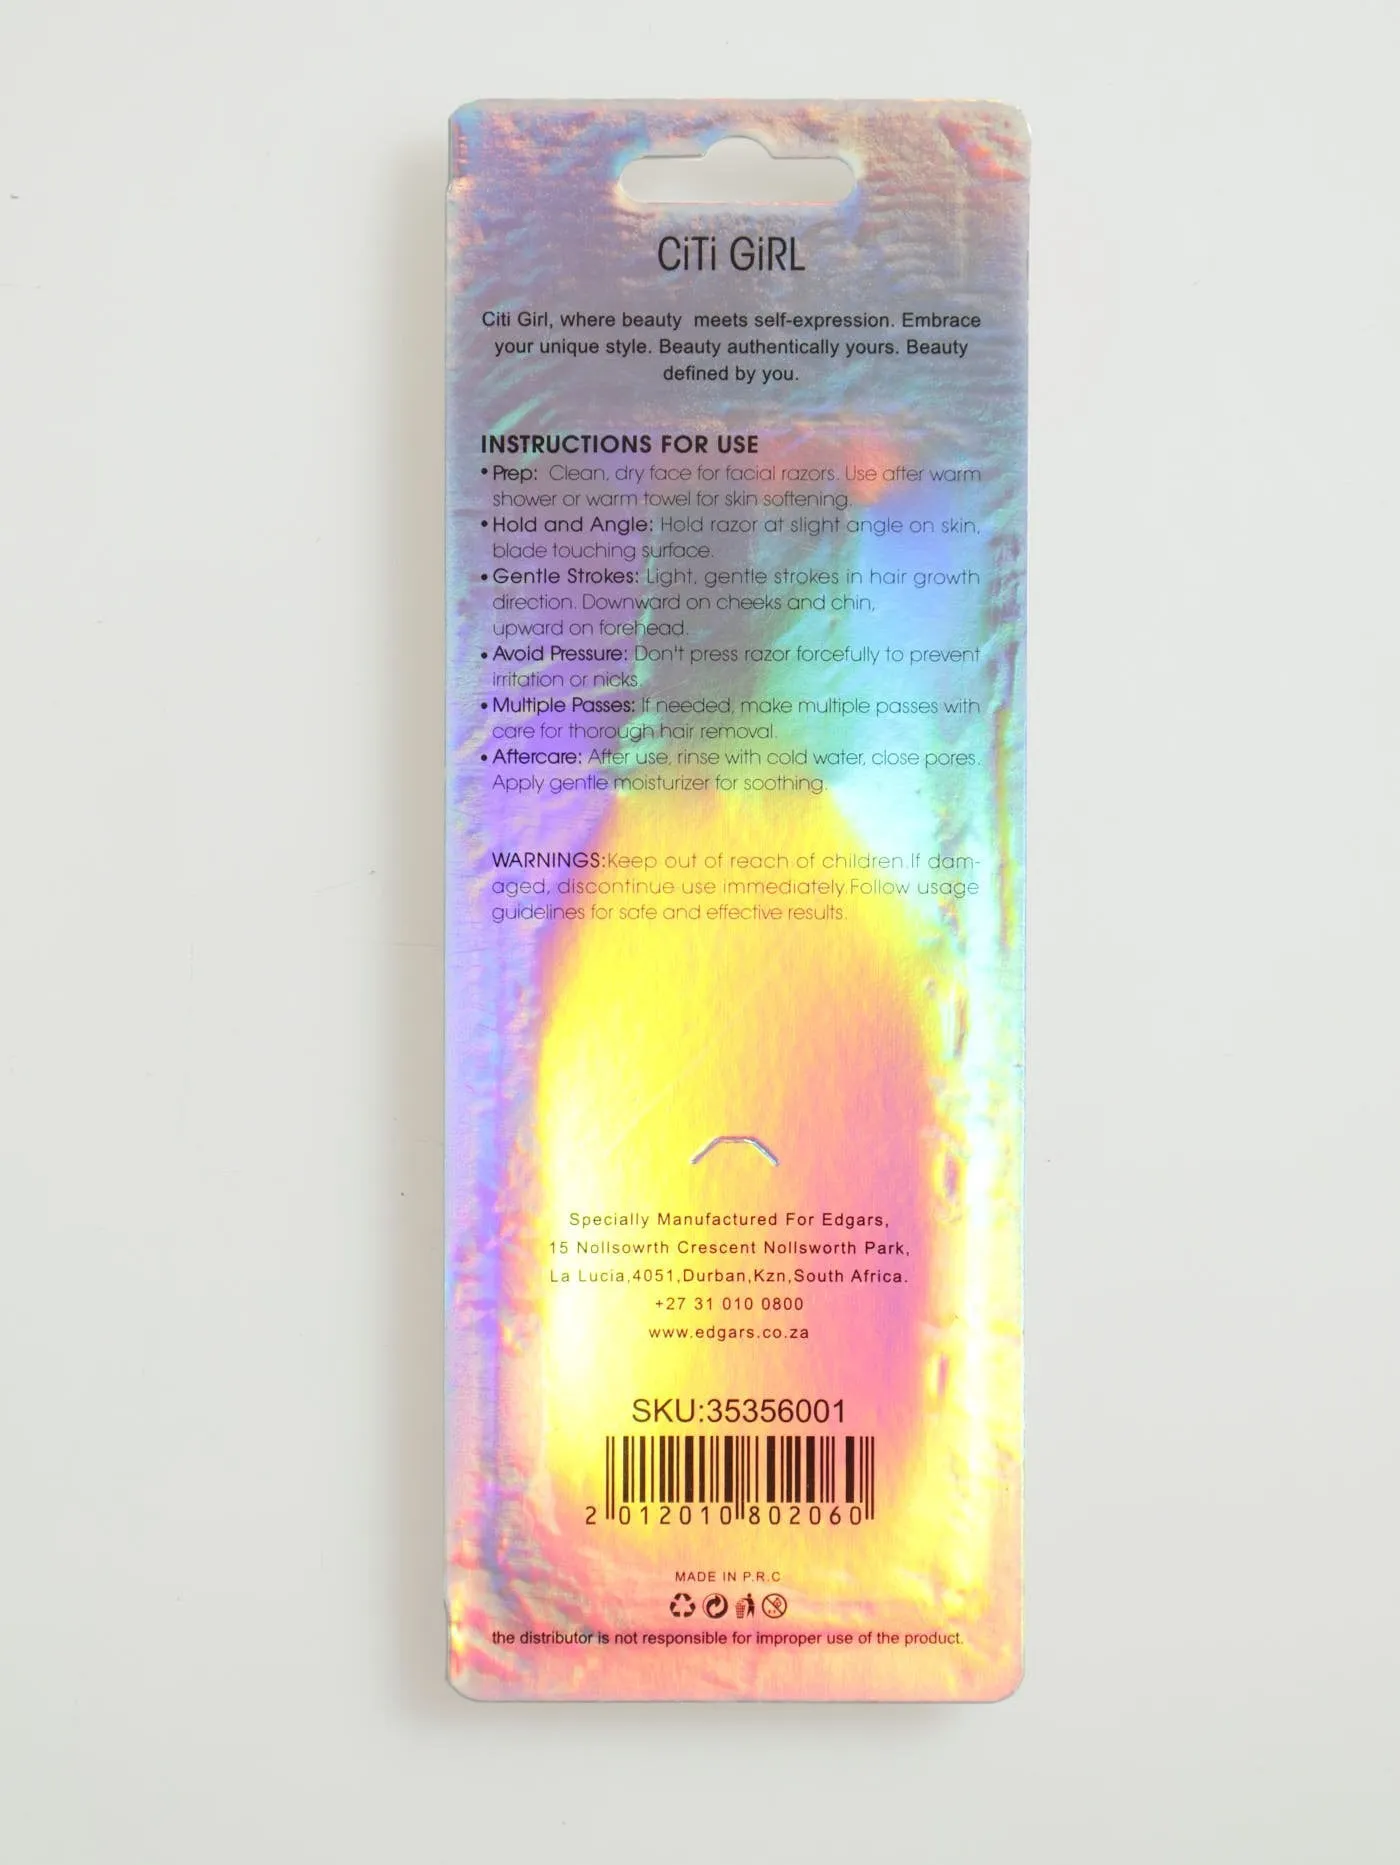 CiTi GiRL
Citi Girl, where beauty meets self-expression. Embrace
your unique style. Beauty authentically yours. Beauty
defined by you.
INSTRUCTIONS FOR USE
• Prep: Clean, dry face for facial razors. Use after warm
shower or warm towel for skin softening.
• Hold and Angle: Hold razor at slight angle on skin,
blade touching surface.
• Gentle Strokes: Light, gentle strokes in hair growth
direction. Downward on cheeks and chin,
upward on forehead.
• Avoid Pressure: Don't press razor forcefully to prevent
irritation or nicks.
• Multiple Passes: If needed, make multiple passes with
care for thorough hair removal.
• Aftercare: After use, rinse with cold water, close pores.
Apply gentle moisturizer for soothing.
WARNINGS:Keep out of reach of children.If dam-
aged, discontinue use immediately.Follow usage
guidelines for safe and effective results.
Specially Manufactured For Edgars,
15 Nollsowrth Crescent Nollsworth Park,
La Lucia,4051,Durban,Kzn,South Africa.
+27 31 010 0800
www.edgars.co.za
SKU:35356001
2 012010 802060
MADE IN P.R.C
the distributor is not responsible for improper use of the product.